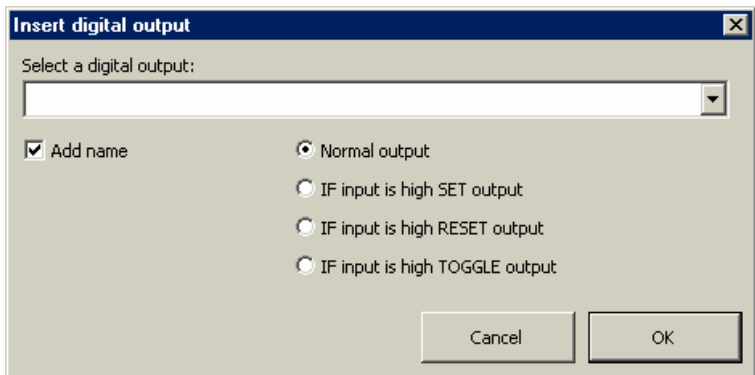 Insert digital output
Select a digital output:
Add name
Normal output
IF input is high SET output
IF input is high RESET output
IF input is high TOGGLE output
Cancel
OK